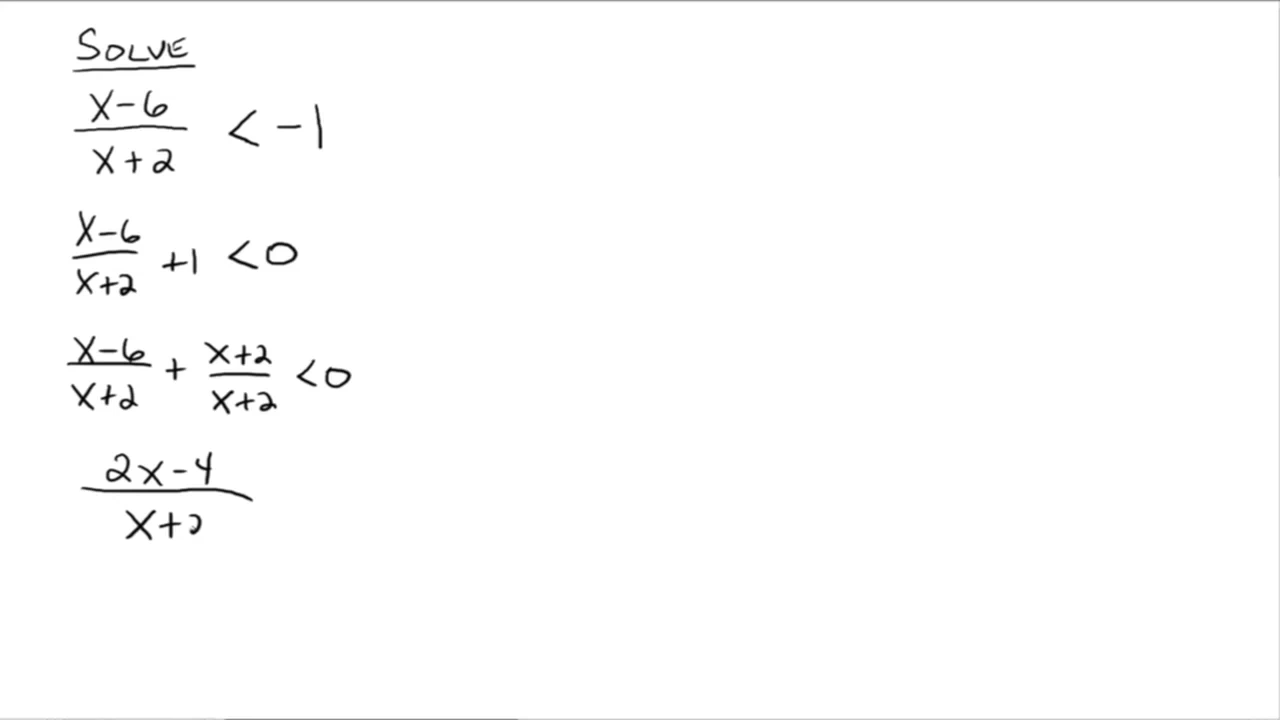 SOLVE
x-6
x+2 < -1
x-6
x+2 +1 <0
x-6 x+2
x+2 + x+2 <0
2x-4
x+2